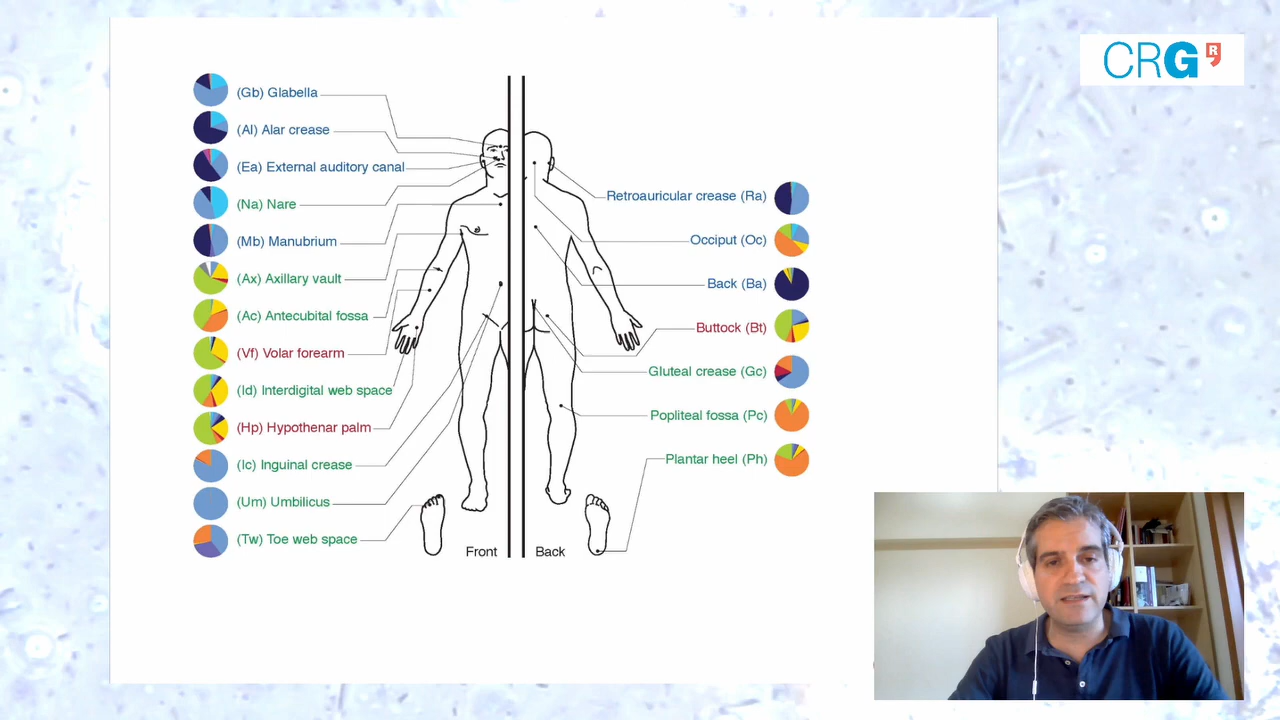 CRG
(Gb) Glabella
(Al) Alar crease
(Ea) External auditory canal
(Na) Nare
(Mb) Manubrium
(Ax) Axillary vault
(Ac) Antecubital fossa
(Vf) Volar forearm
(Id) Interdigital web space
(Hp) Hypothenar palm
(Ic) Inguinal crease
(Um) Umbilicus
(Tw) Toe web space
Front
Back
Retroauricular crease (Ra)
Occiput (Oc)
Back (Ba)
Buttock (Bt)
Gluteal crease (Gc)
Popliteal fossa (Pc)
Plantar heel (Ph)